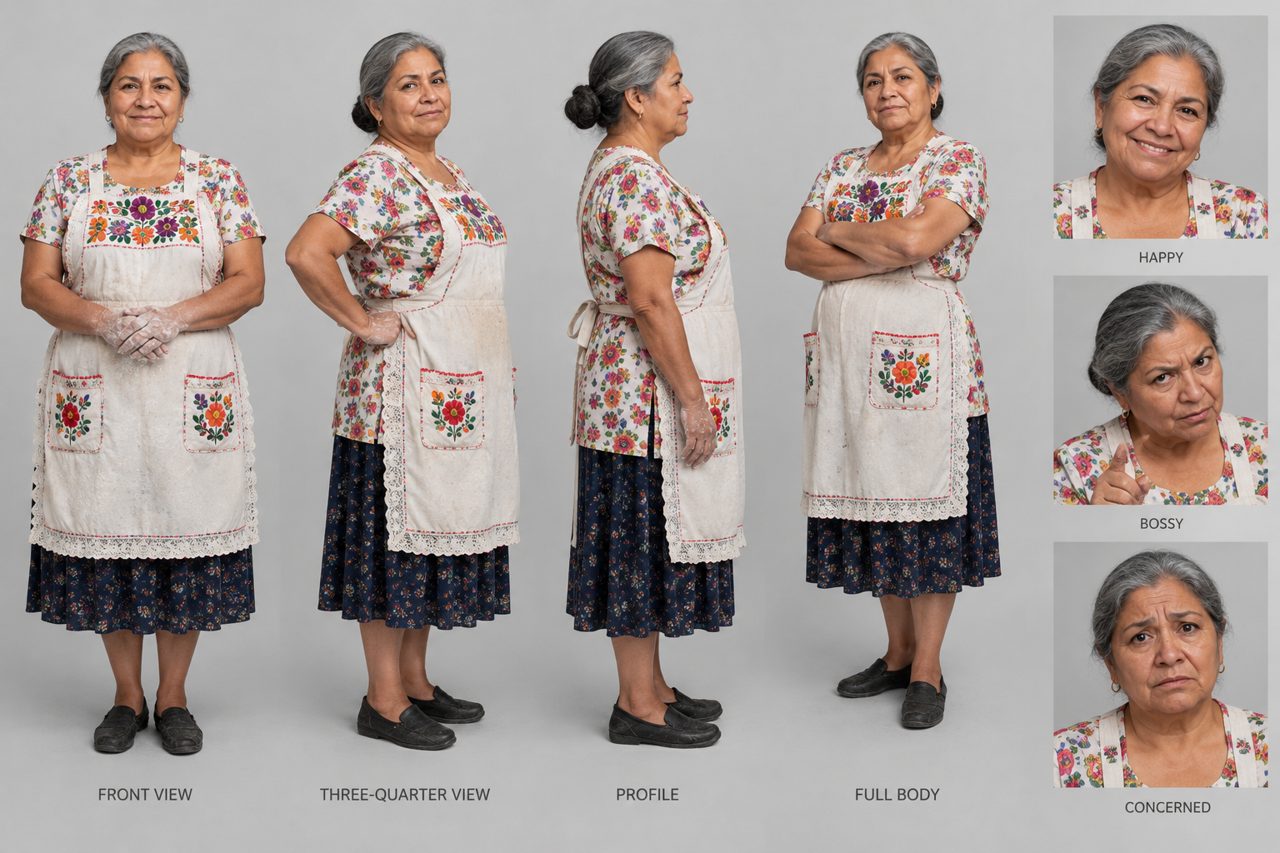 FRONT VIEW
THREE-QUARTER VIEW
PROFILE
FULL BODY
HAPPY
BOSSY
CONCERNED